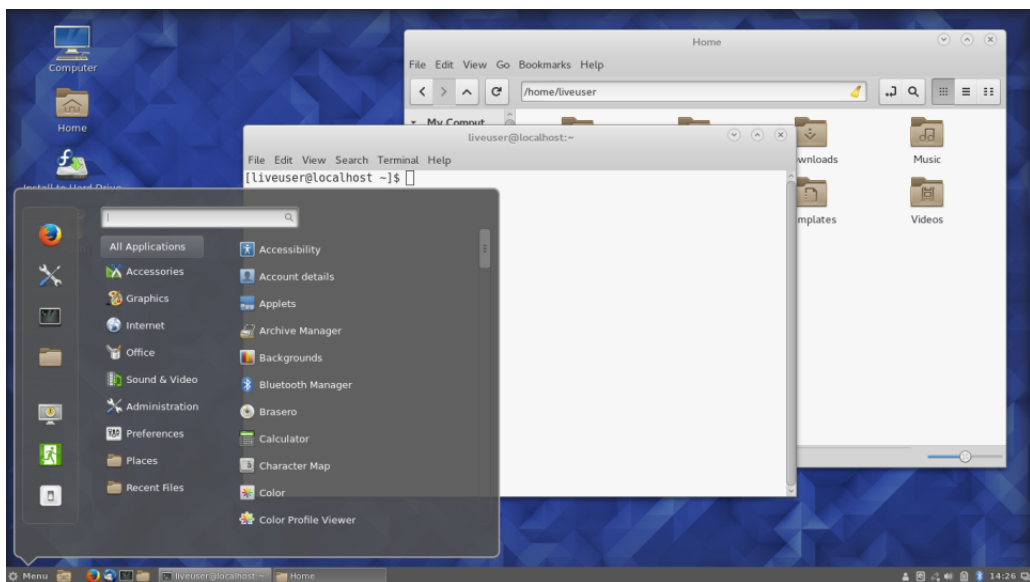 Computer
Home
Install to Hard Drive
Home
File Edit View Go Bookmarks Help
/home/liveuser
My Comput
wnloads
Music
mplates
Videos
liveuser@localhost:~
File Edit View Search Terminal Help
[liveuser@localhost ~]$
All Applications
Accessories
Graphics
Internet
Office
Sound & Video
Administration
Preferences
Places
Recent Files
Accessibility
Account details
Applets
Archive Manager
Backgrounds
Bluetooth Manager
Brasero
Calculator
Character Map
Color
Color Profile Viewer
Menu
liveuser@localhost:~
Home
14:26